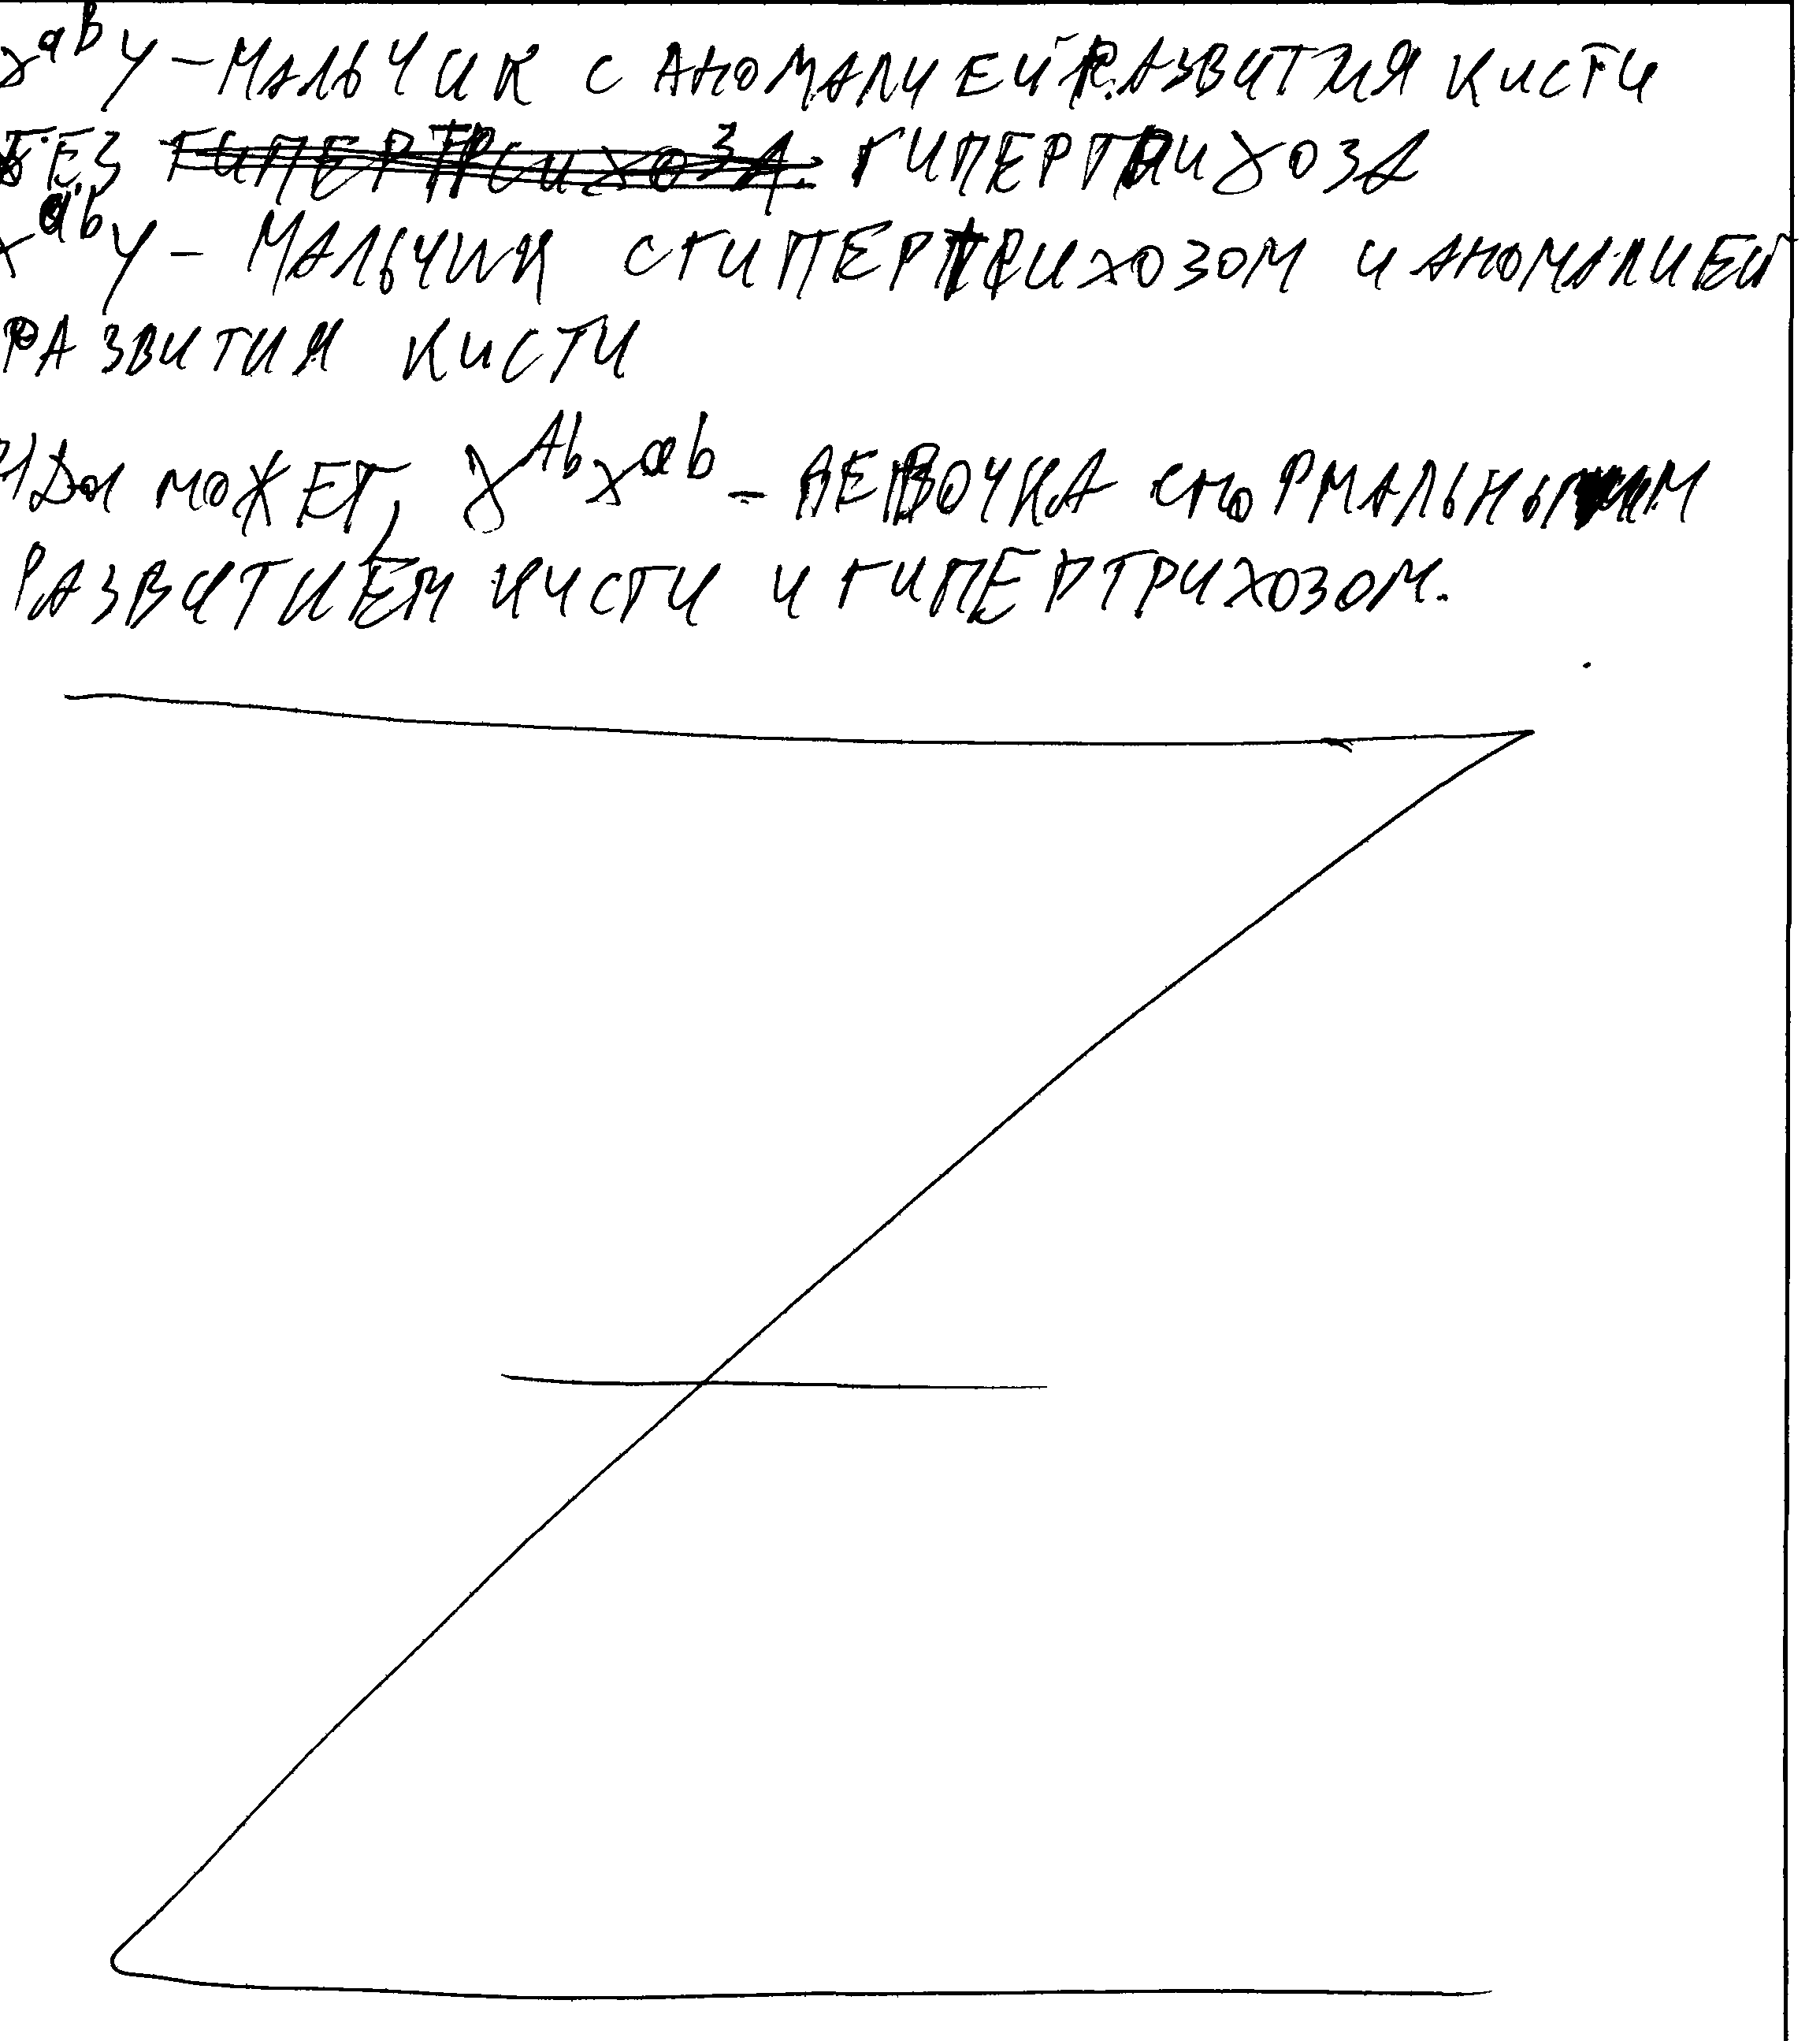 x^aB y – МАЛЬЧИК С АНОМАЛИЕЙ РАЗВИТИЯ КИСТИ
БЕЗ ГИПЕРТРИХОЗА
x^ab y – МАЛЬЧИК С ГИПЕРТРИХОЗОМ И АНОМАЛИЕЙ
РАЗВИТИЯ КИСТИ
Да МОЖЕТ, x^Ab x^ab – ДЕВОЧКА С НОРМАЛЬНЫМ
РАЗВИТИЕМ КИСТИ И ГИПЕРТРИХОЗОМ.